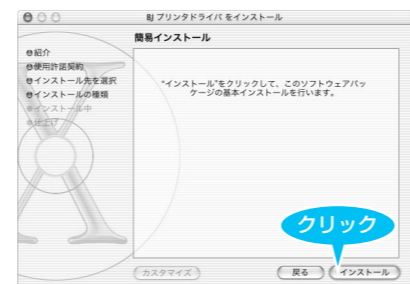 BJ プリンタドライバ をインストール
簡易インストール
紹介
使用許諾契約
インストール先を選択
インストールの種類
インストール中
仕上げ
"インストール"をクリックして、このソフトウェアパッ
ケージの基本インストールを行います。
クリック
カスタマイズ
戻る
インストール